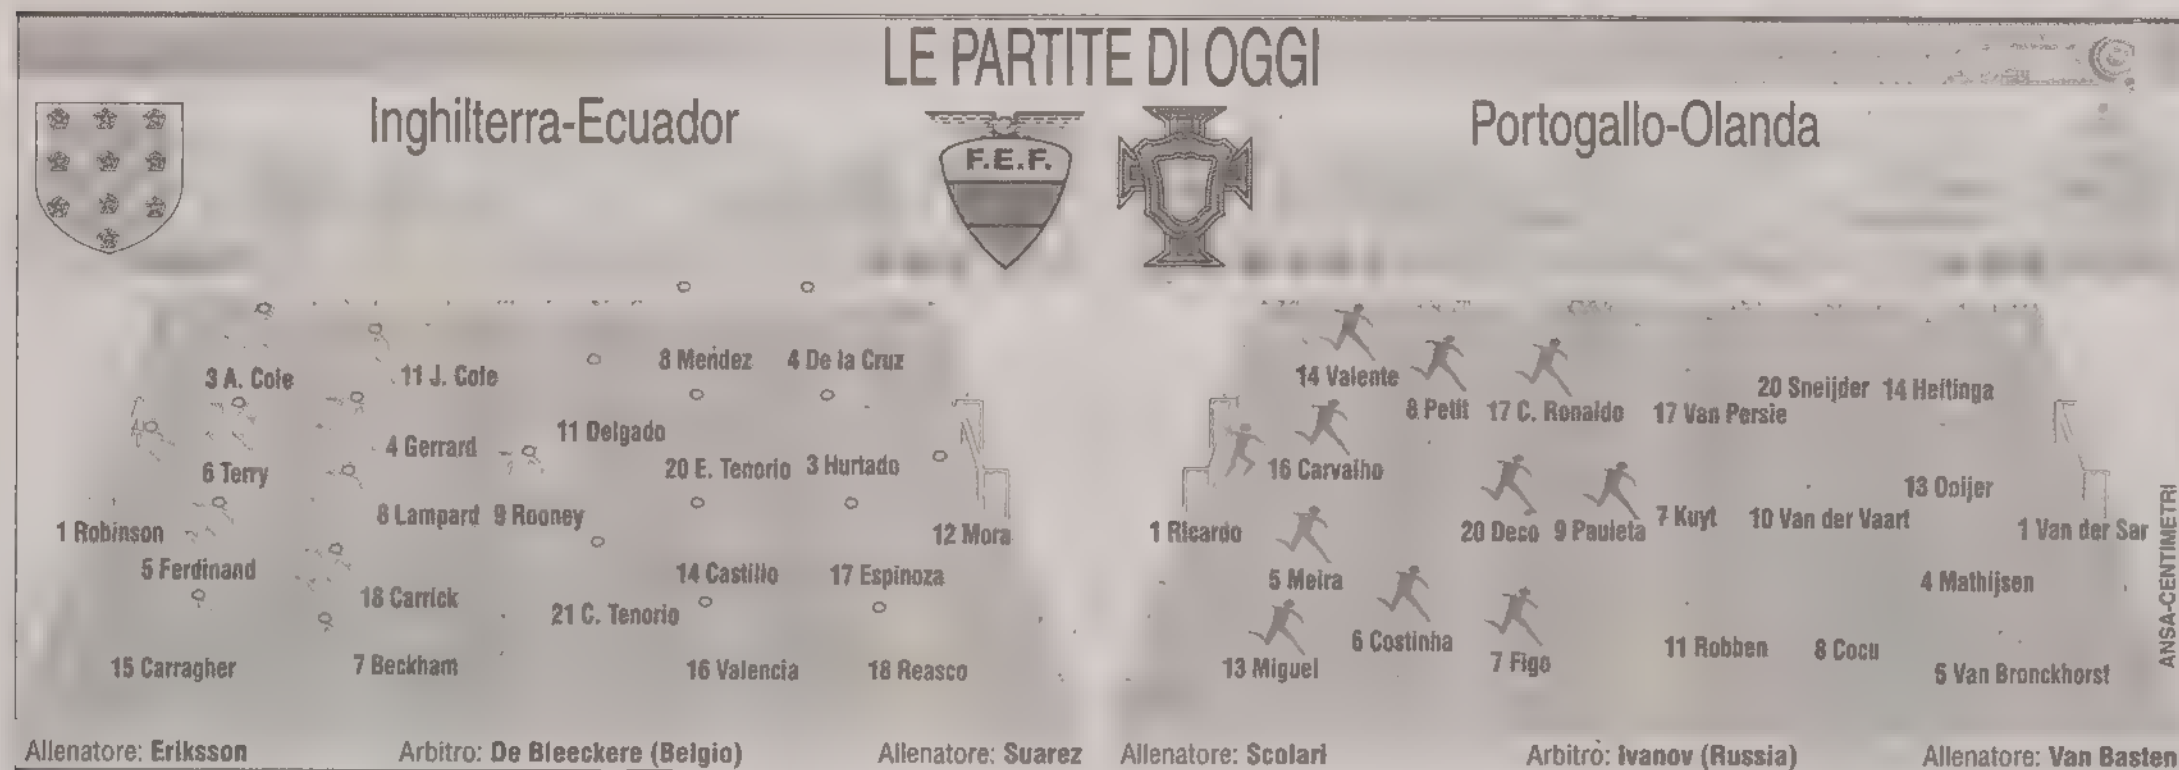 LE PARTITE DI OGGI
Inghilterra-Ecuador
F.E.F.
3 A. Cole
11 J. Cole
8 Mendez
4 De la Cruz
4 Gerrard
11 Delgado
6 Terry
20 E. Tenorio
3 Hurtado
1 Robinson
8 Lampard
9 Rooney
12 Mora
5 Ferdinand
14 Castillo
17 Espinoza
18 Carrick
21 C. Tenorio
15 Carragher
7 Beckham
16 Valencia
18 Reasco
Allenatore: Eriksson
Arbitro: De Bleeckere (Belgio)
Allenatore: Suarez
Portogallo-Olanda
14 Valente
8 Petit
17 C. Ronaldo
17 Van Persie
20 Sneijder
14 Heitinga
16 Carvalho
13 Ooijer
1 Ricardo
20 Deco
9 Pauleta
7 Kuyt
10 Van der Vaart
1 Van der Sar
5 Meira
4 Mathijsen
6 Costinha
13 Miguel
7 Figo
11 Robben
8 Cocu
5 Van Bronckhorst
Allenatore: Scolari
Arbitro: Ivanov (Russia)
Allenatore: Van Basten
ANSA-CENTIMETRI